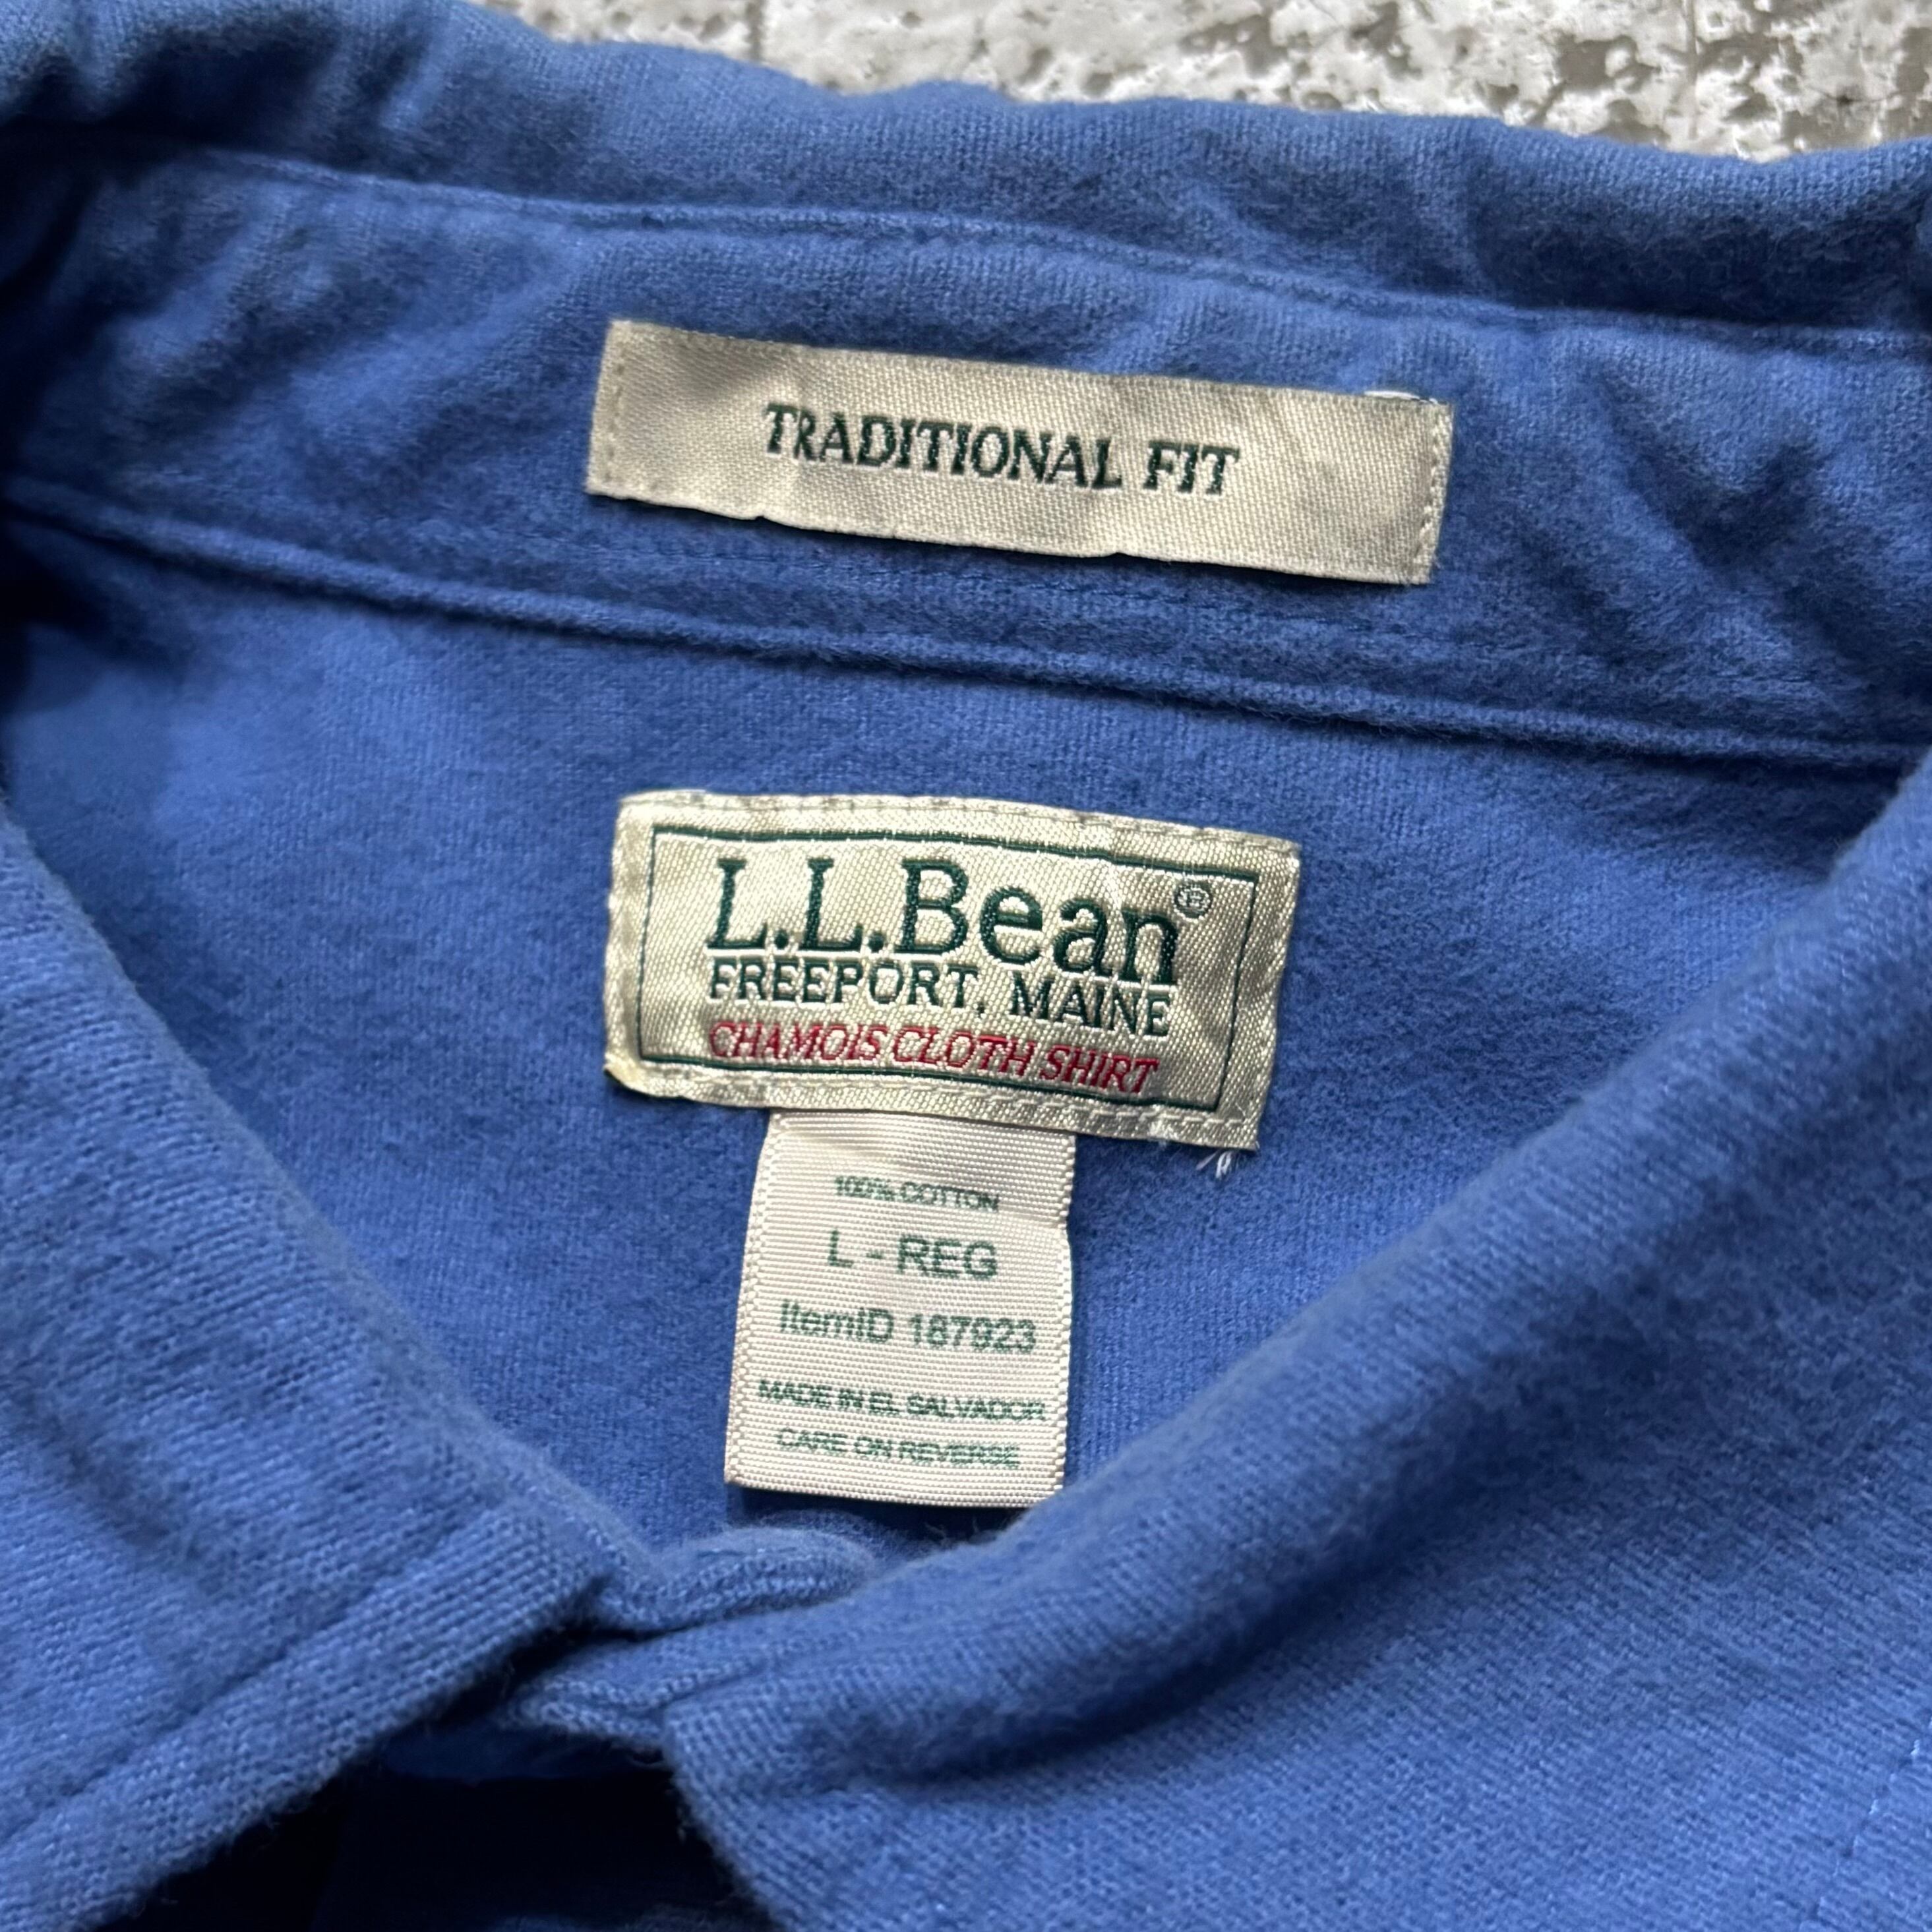 TRADITIONAL FIT
L.L.Bean®
FREEPORT, MAINE
CHAMOIS CLOTH SHIRT
100% COTTON
L - REG
ItemID 187923
MADE IN EL SALVADOR
CARE ON REVERSE